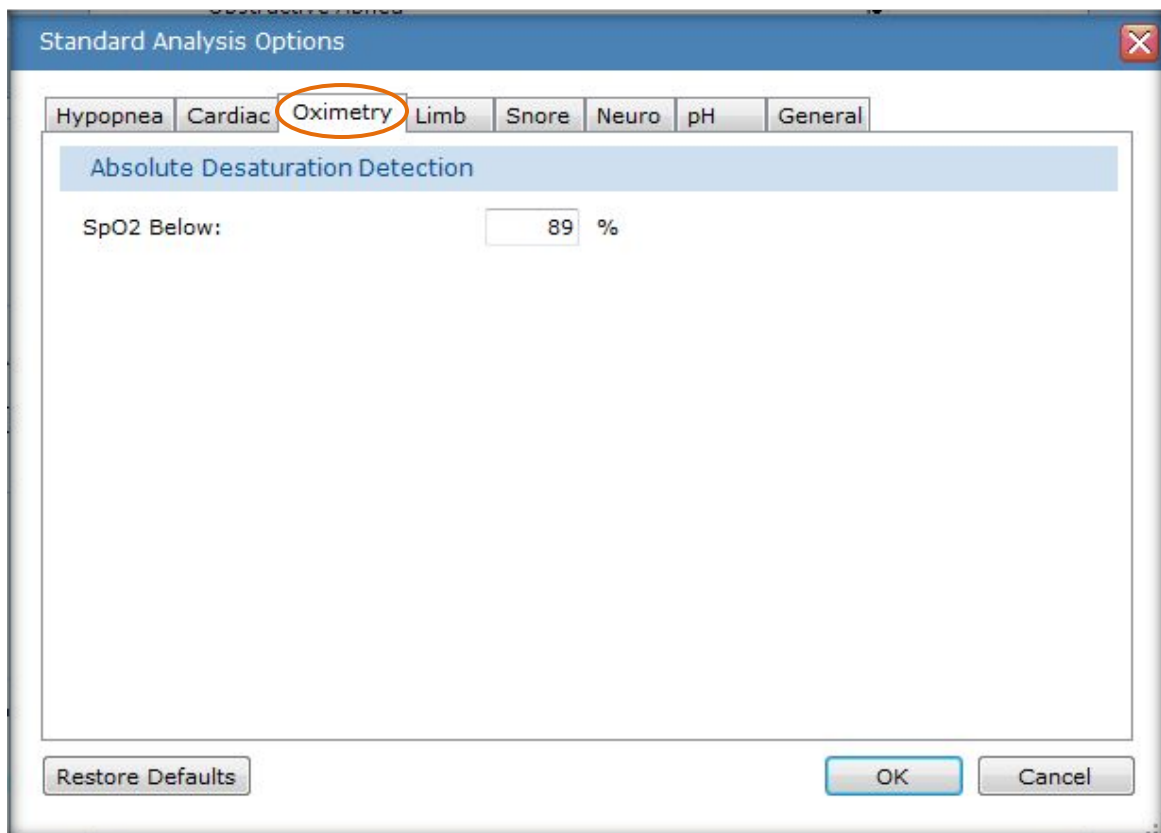 Standard Analysis Options
Hypopnea Cardiac Oximetry Limb Snore Neuro pH General
Absolute Desaturation Detection
SpO2 Below: 89 %
Restore Defaults OK Cancel